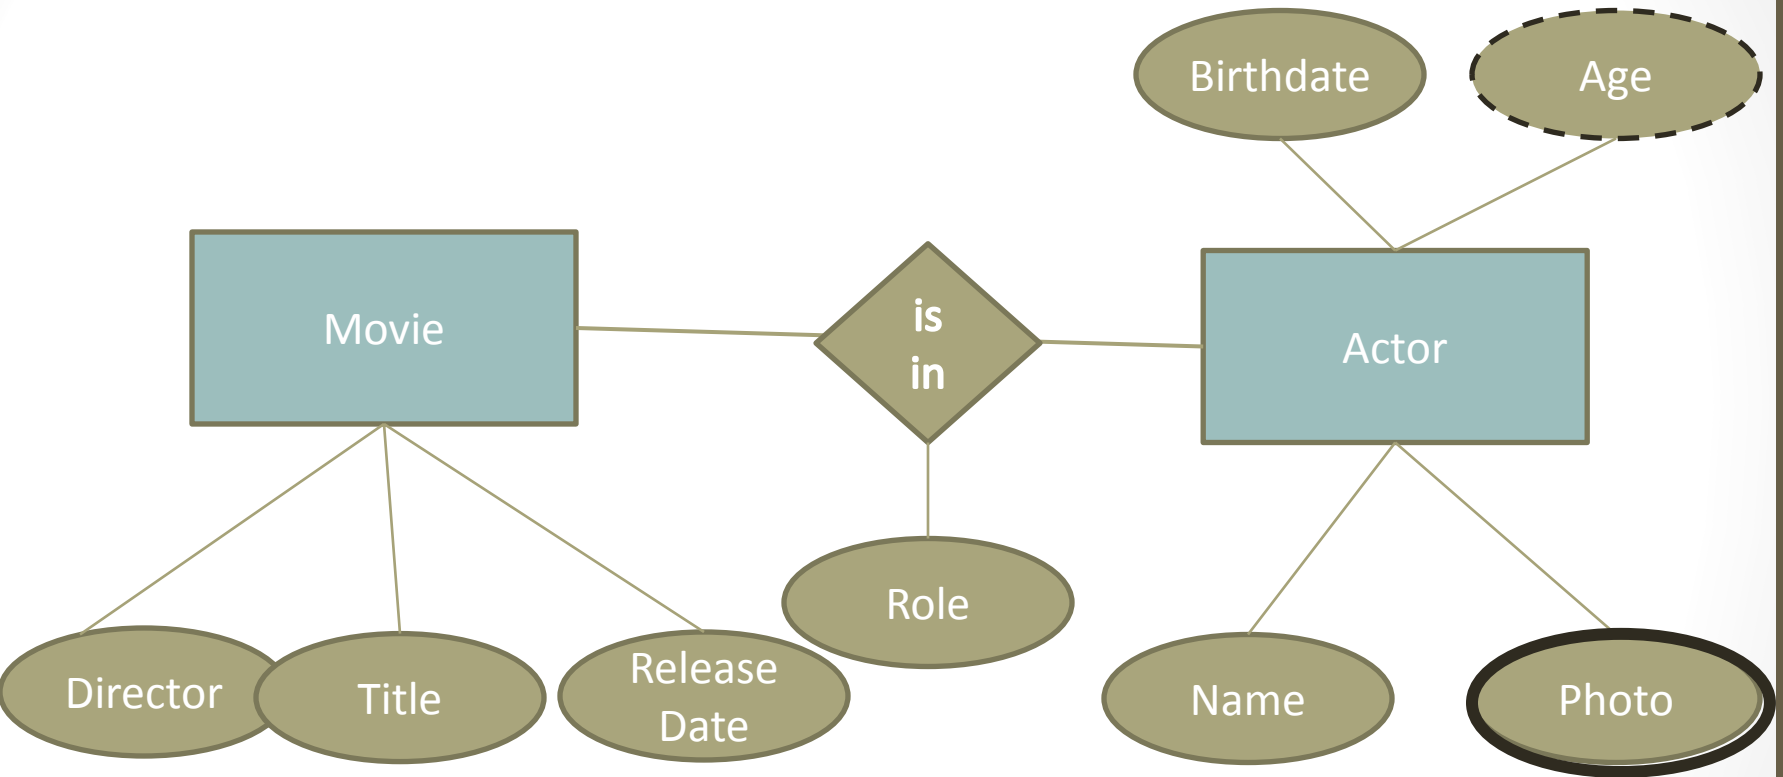 Birthdate
Age
Movie
is
in
Actor
Role
Director
Title
Release
Date
Name
Photo